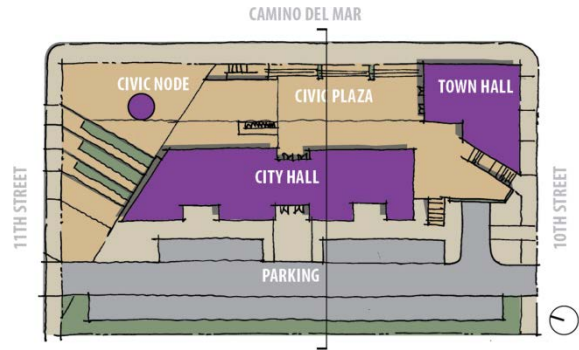 CAMINO DEL MAR
CIVIC NODE
CIVIC PLAZA
TOWN HALL
CITY HALL
11TH STREET
10TH STREET
PARKING